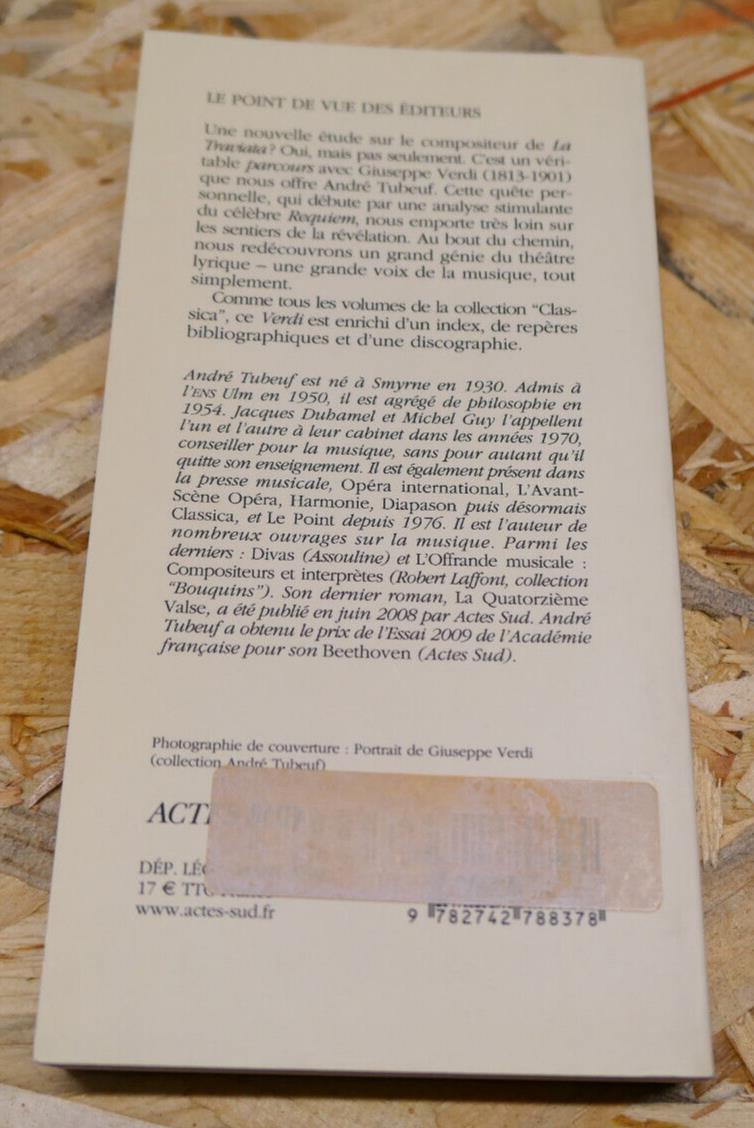 LE POINT DE VUE DES ÉDITEURS
Une nouvelle étude sur le compositeur de La
Traviata ? Oui, mais pas seulement. C'est un véri-
table parcours avec Giuseppe Verdi (1813-1901)
que nous offre André Tubeuf. Cette quête per-
sonnelle, qui débute par une analyse stimulante
du célèbre Requiem, nous emporte très loin sur
les sentiers de la révélation. Au bout du chemin,
nous redécouvrons un grand génie du théâtre
lyrique – une grande voix de la musique, tout
simplement.
Comme tous les volumes de la collection “Clas-
sica”, ce Verdi est enrichi d'un index, de repères
bibliographiques et d'une discographie.
André Tubeuf est né à Smyrne en 1930. Admis à
l'ENS Ulm en 1950, il est agrégé de philosophie en
1954. Jacques Duhamel et Michel Guy l'appellent
l'un et l'autre à leur cabinet dans les années 1970,
conseiller pour la musique, sans pour autant qu'il
quitte son enseignement. Il est également présent dans
la presse musicale, Opéra international, L'Avant-
Scène Opéra, Harmonie, Diapason puis désormais
Classica, et Le Point depuis 1976. Il est l'auteur de
nombreux ouvrages sur la musique. Parmi les
derniers : Divas (Assouline) et L'Offrande musicale :
Compositeurs et interprètes (Robert Laffont, collection
“Bouquins”). Son dernier roman, La Quatorzième
Valse, a été publié en juin 2008 par Actes Sud. André
Tubeuf a obtenu le prix de l'Essai 2009 de l'Académie
française pour son Beethoven (Actes Sud).
Photographie de couverture : Portrait de Giuseppe Verdi
(collection André Tubeuf)
DÉP.
17 € TTC
www.actes-sud.fr
9 782742 788378